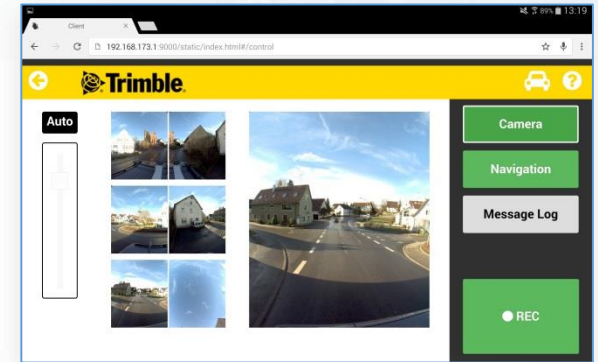 89% 13:19
Client ×
192.168.173.1:9000/static/index.html#/control
Trimble.
?
Auto
Camera
Navigation
Message Log
REC